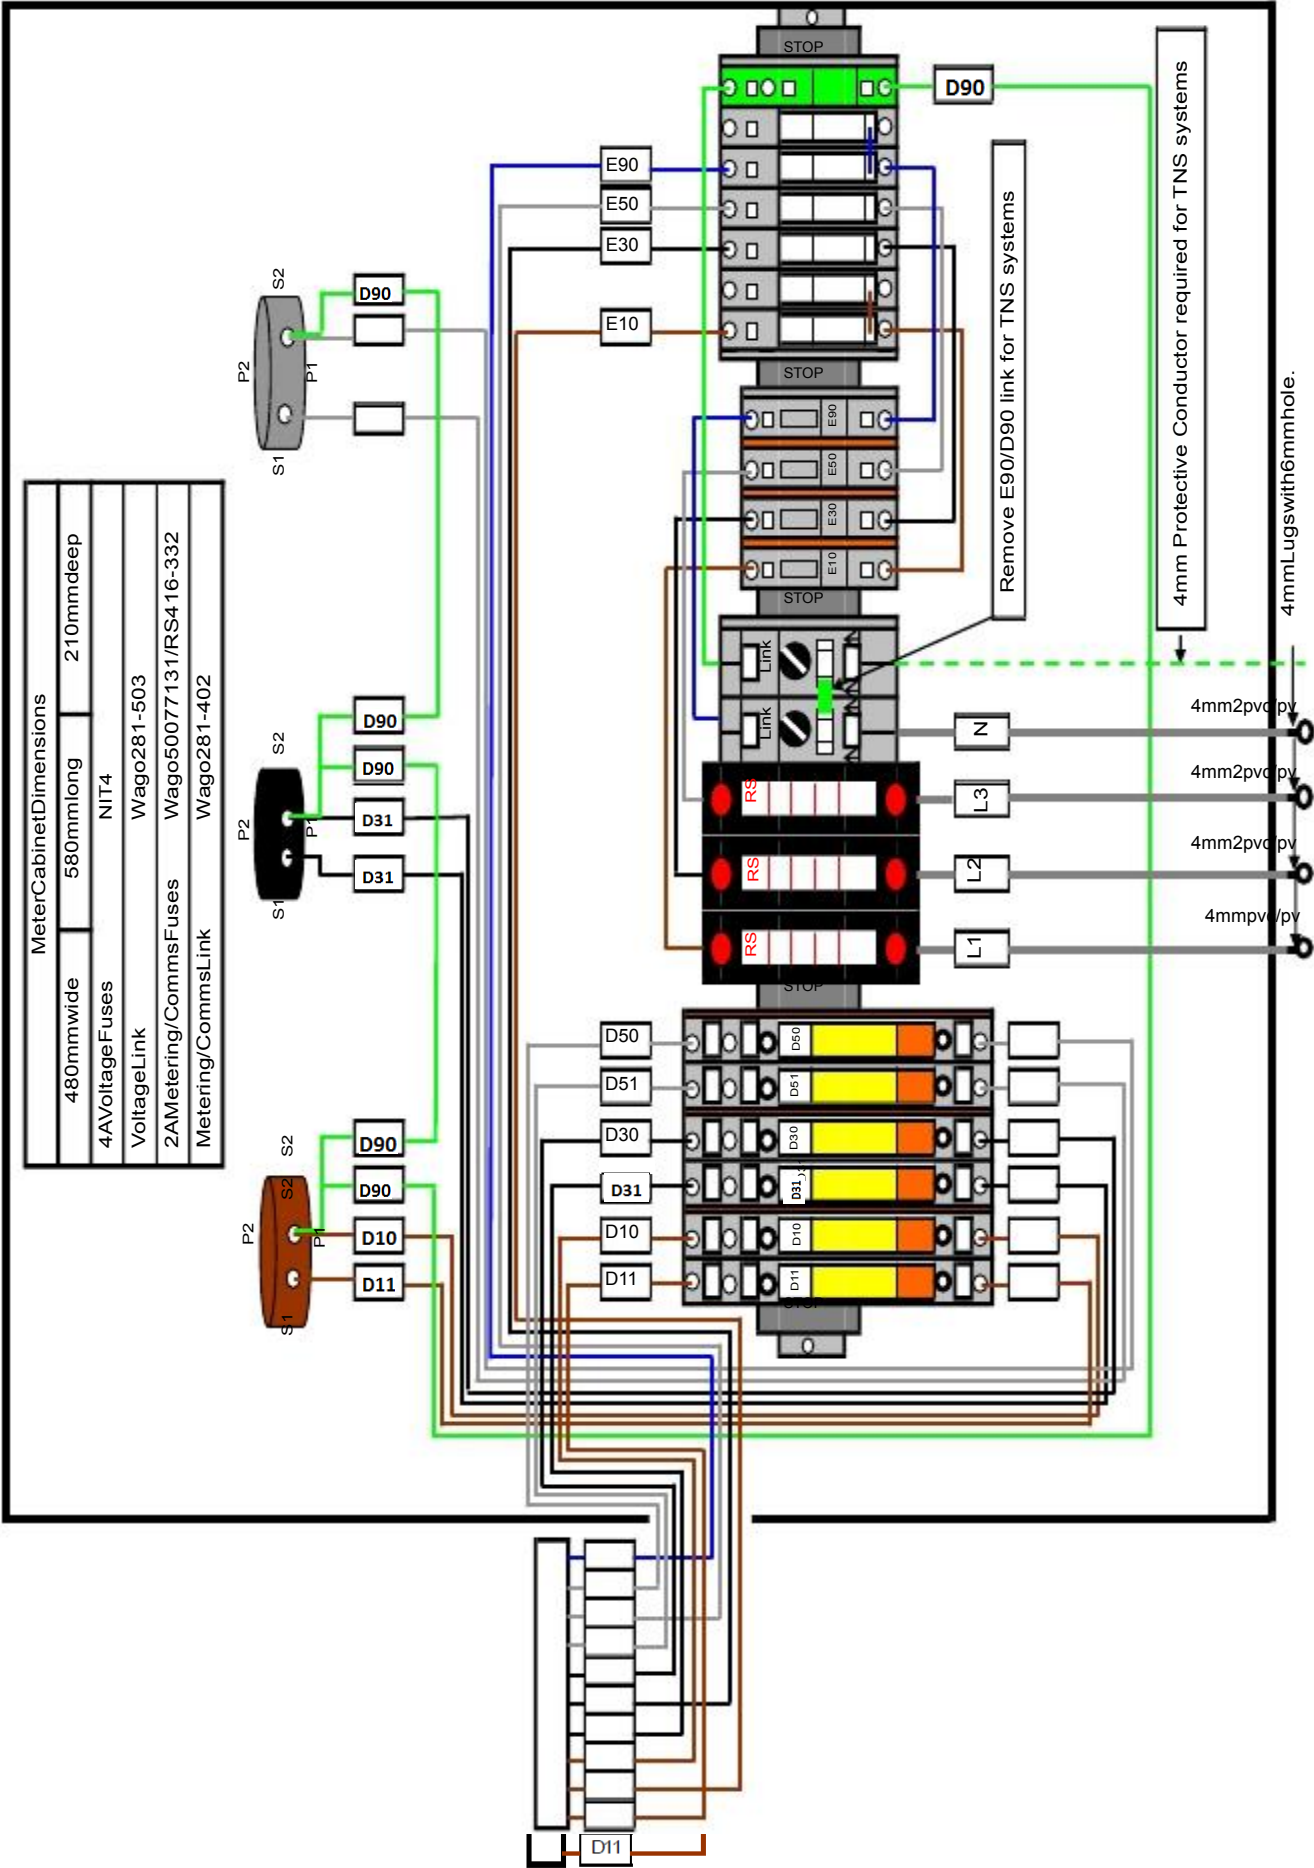 STOP
D90
E90
E50
E30
E10
STOP
E90
E50
E30
E10
STOP
Link
Link
RS
RS
RS
STOP
Remove E90/D90 link for TNS systems
4mm Protective Conductor required for TNS systems
4mmLugswith6mmhole.
4mm2pvc/pv
N
4mm2pvc/pv
L3
4mm2pvc/pv
L2
4mmpvc/pv
L1
S2
D90
P2
P1
S1
MeterCabinetDimensions
480mmwide
580mmlong
210mmdeep
4AVoltageFuses
NIT4
VoltageLink
Wago281-503
2AMetering/CommsFuses
Wago50077131/RS416-332
Metering/CommsLink
Wago281-402
D90
S2
D90
P2
P1
D31
D31
S1
D90
S2
D90
S2
P2
P1
D10
D11
S1
D50
D50
D51
D51
D30
D30
D31
D31
D10
D10
D11
D11
STOP
D11